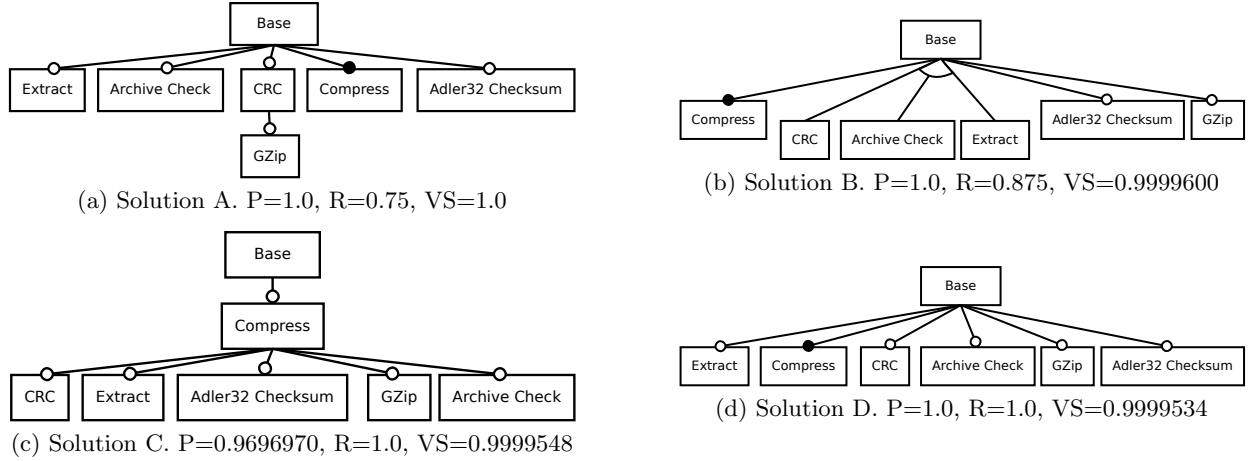 Base
Extract
Archive Check
CRC
Compress
Adler32 Checksum
GZip
(a) Solution A. P=1.0, R=0.75, VS=1.0
Base
Compress
CRC
Archive Check
Extract
Adler32 Checksum
GZip
(b) Solution B. P=1.0, R=0.875, VS=0.9999600
Base
Compress
CRC
Extract
Adler32 Checksum
GZip
Archive Check
(c) Solution C. P=0.9696970, R=1.0, VS=0.9999548
Base
Extract
Compress
CRC
Archive Check
GZip
Adler32 Checksum
(d) Solution D. P=1.0, R=1.0, VS=0.9999534